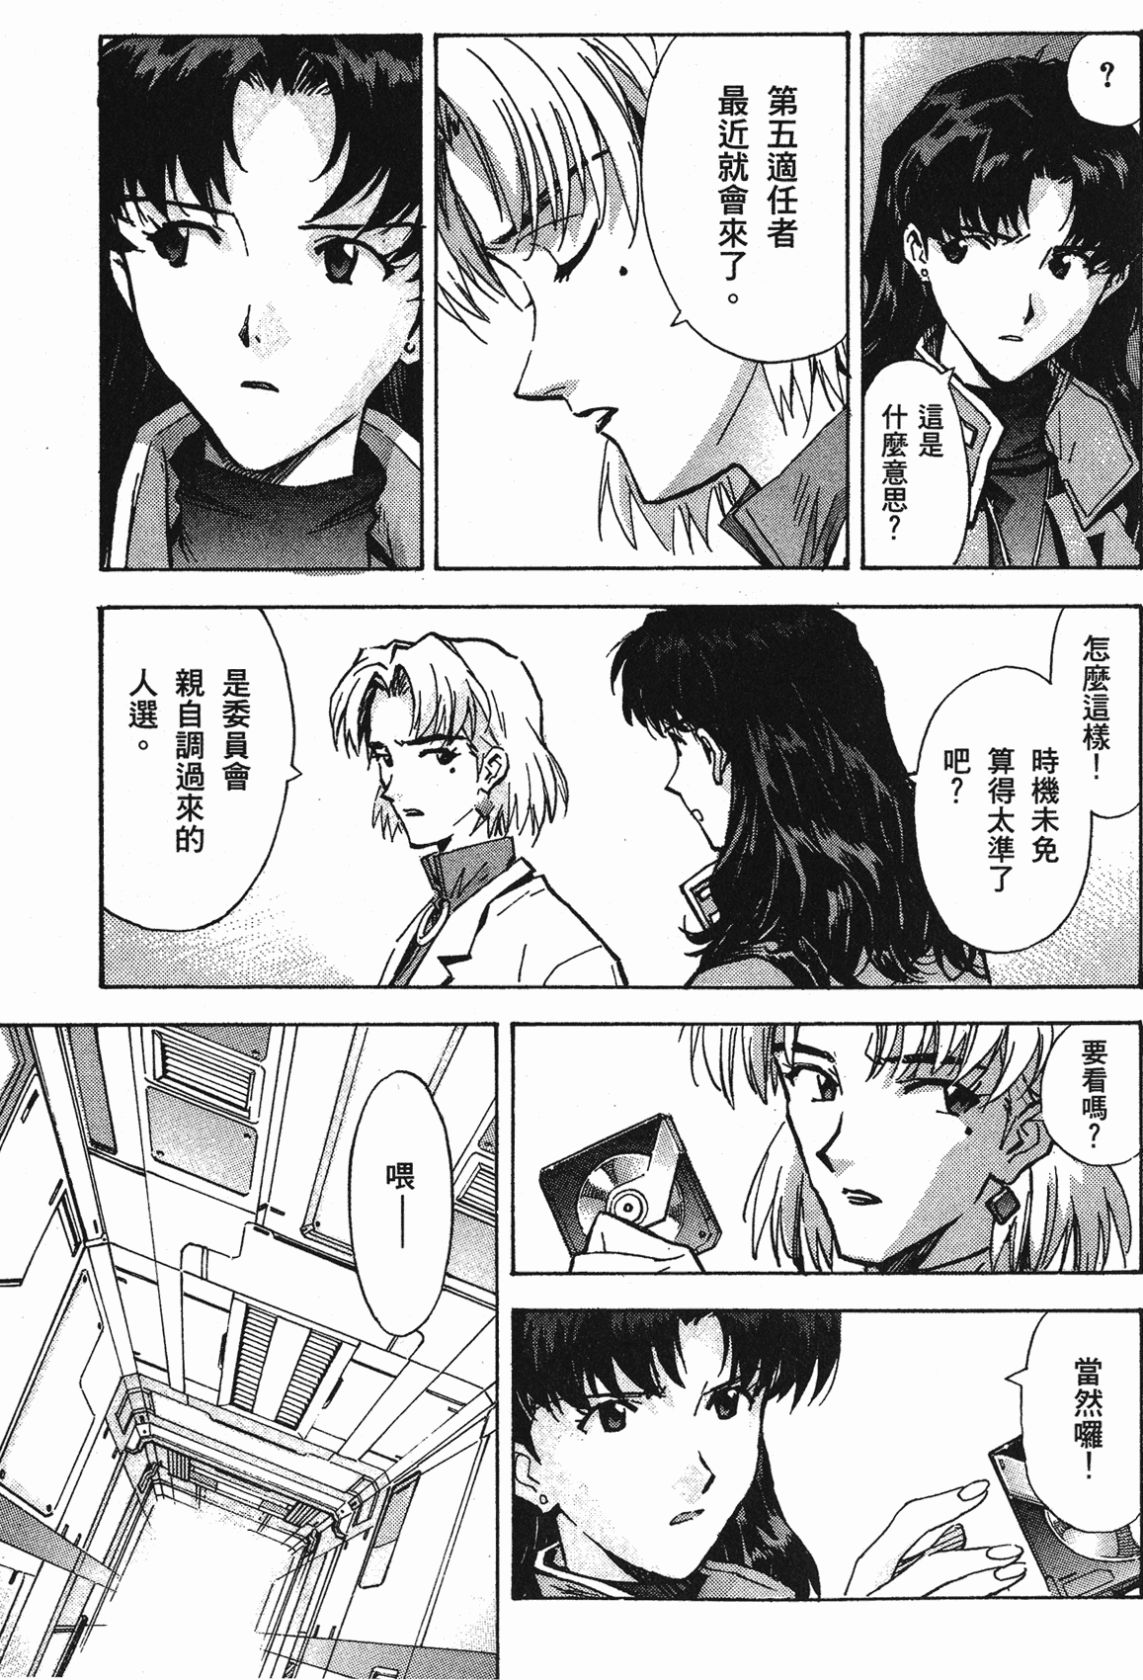 ？
這是
什麼意思？
第五適任者
最近就會來了。
怎麼這樣！
時機未免
算得太準了
吧？
是委員會
親自調過來的
人選。
要看嗎？
當然囉！
喂——